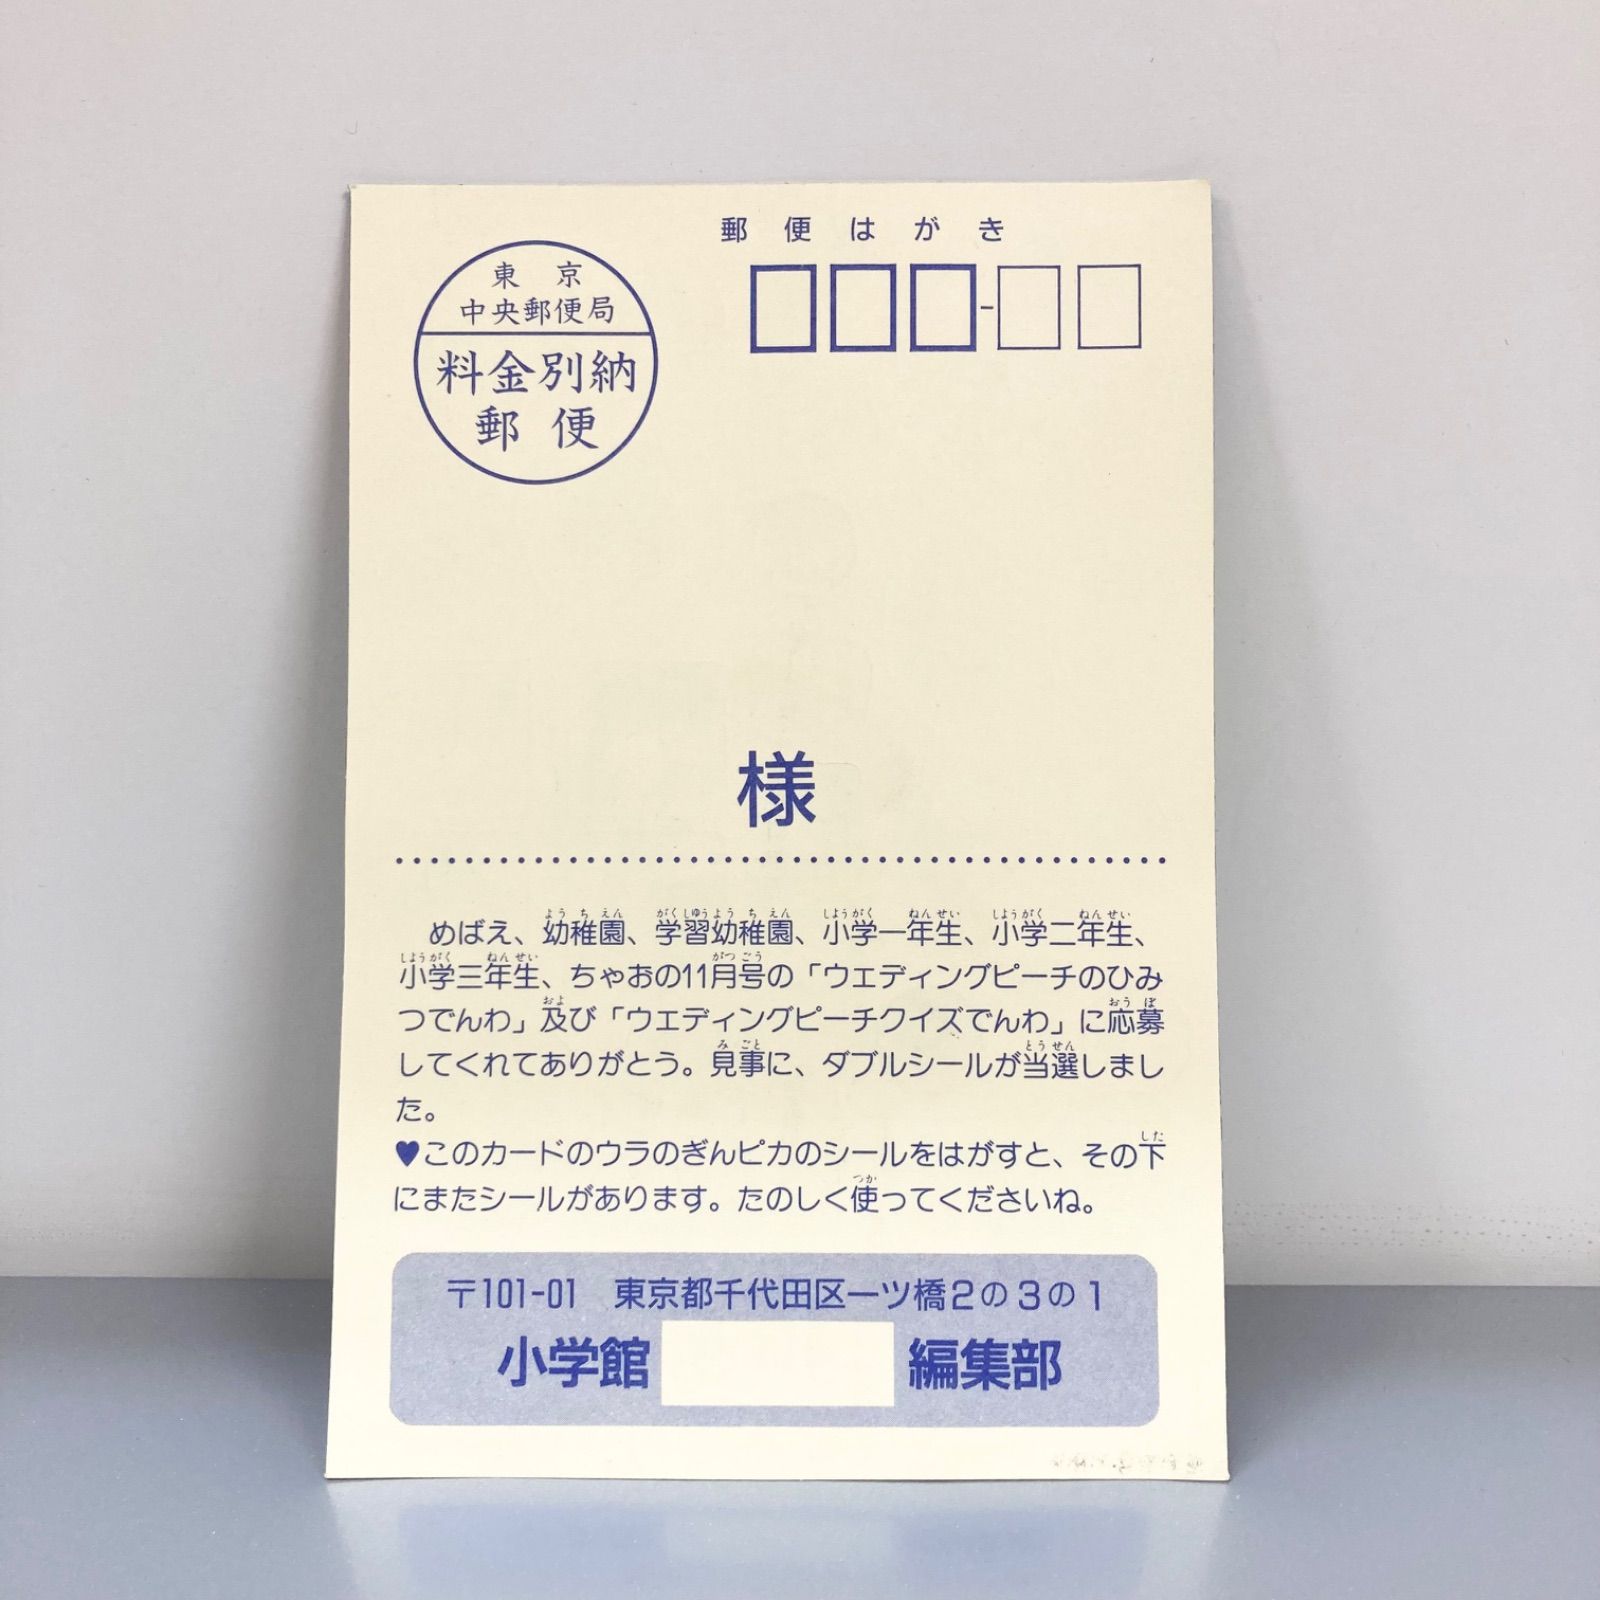 郵便はがき
東京
中央郵便局
料金別納
郵便
様
めばえ、幼稚園、学習幼稚園、小学一年生、小学二年生、
小学三年生、ちゃおの11月号の「ウエディングピーチのひみ
つでんわ」及び「ウエディングピーチクイズでんわ」に応募
してくれてありがとう。見事に、ダブルシールが当選しまし
た。
♥このカードのウラのぎんピカのシールをはがすと、その下
にまたシールがあります。たのしく使ってくださいね。
〒101-01 東京都千代田区一ツ橋2の3の1
小学館 編集部